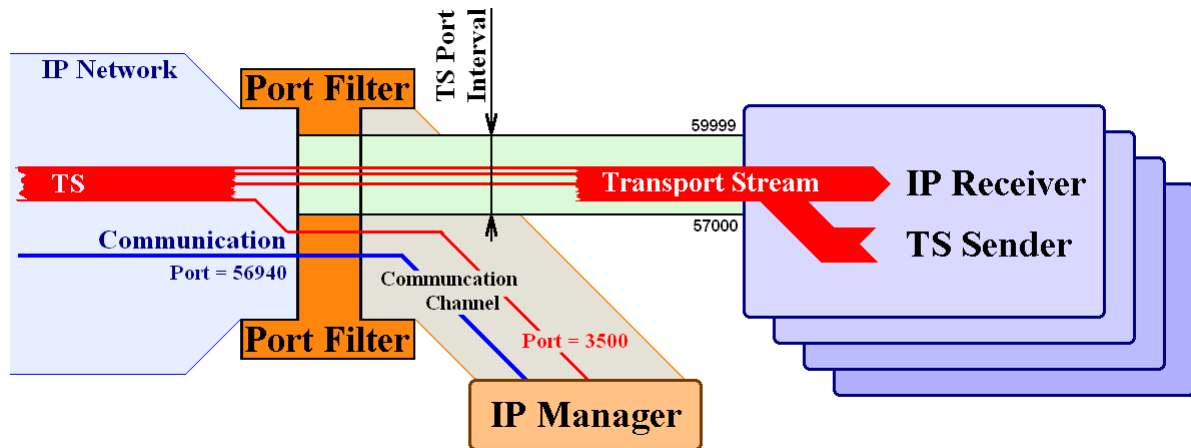 IP Network
Port Filter
TS Port
Interval
59999
TS
Transport Stream
IP Receiver
57000
TS Sender
Communication
Port = 56940
Communcation
Channel
Port Filter
Port = 3500
IP Manager